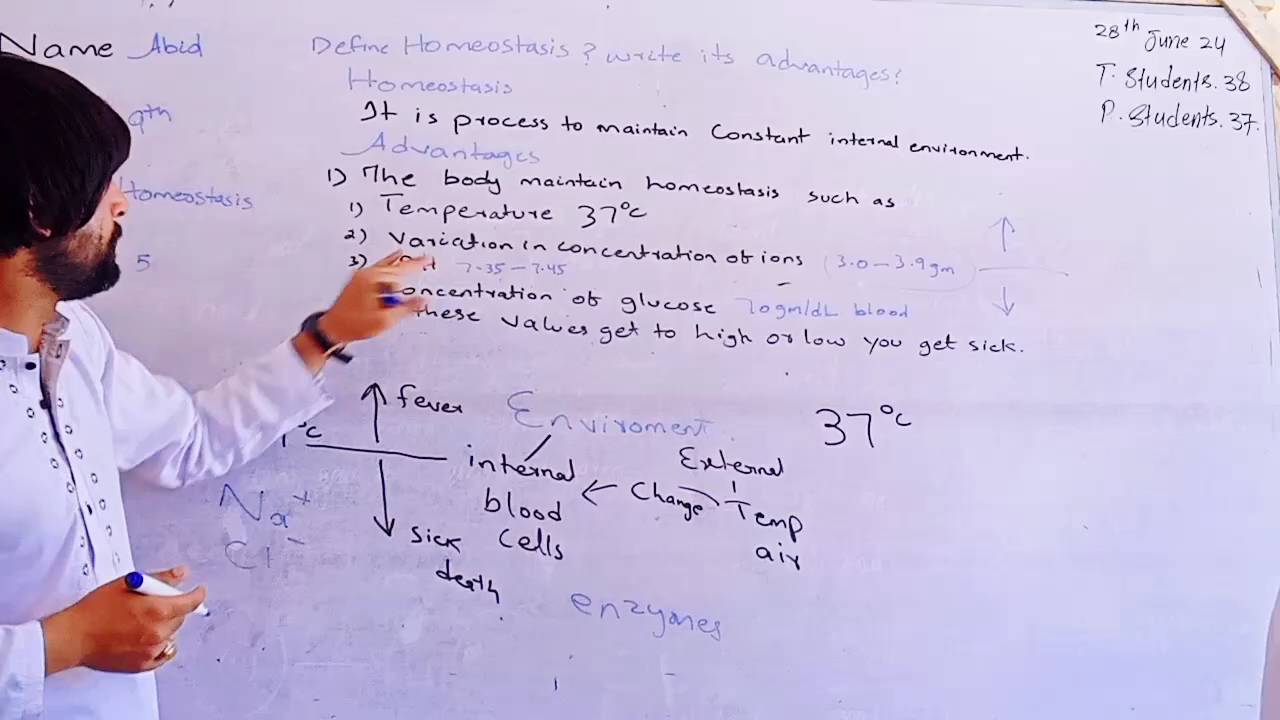 Name Abid
9th
Homeostasis
5
Define Homeostasis? write its advantages?
Homeostasis
It is process to maintain Constant internal environment.
Advantages
1) The body maintain homeostasis such as
1) Temperature 37°C
2) Variation in concentration of ions (3.0 - 3.9 gm
3) 7.35 - 7.45
concentration of glucose 70gm/dL blood
these values get to high or low you get sick.
28th June 24
T. Students. 38
P. Students. 37.
fever
°C
sick
death
Na+
Cl-
Enviroment
internal
blood
cells
Change
External
Temp
air
37°C
enzymes